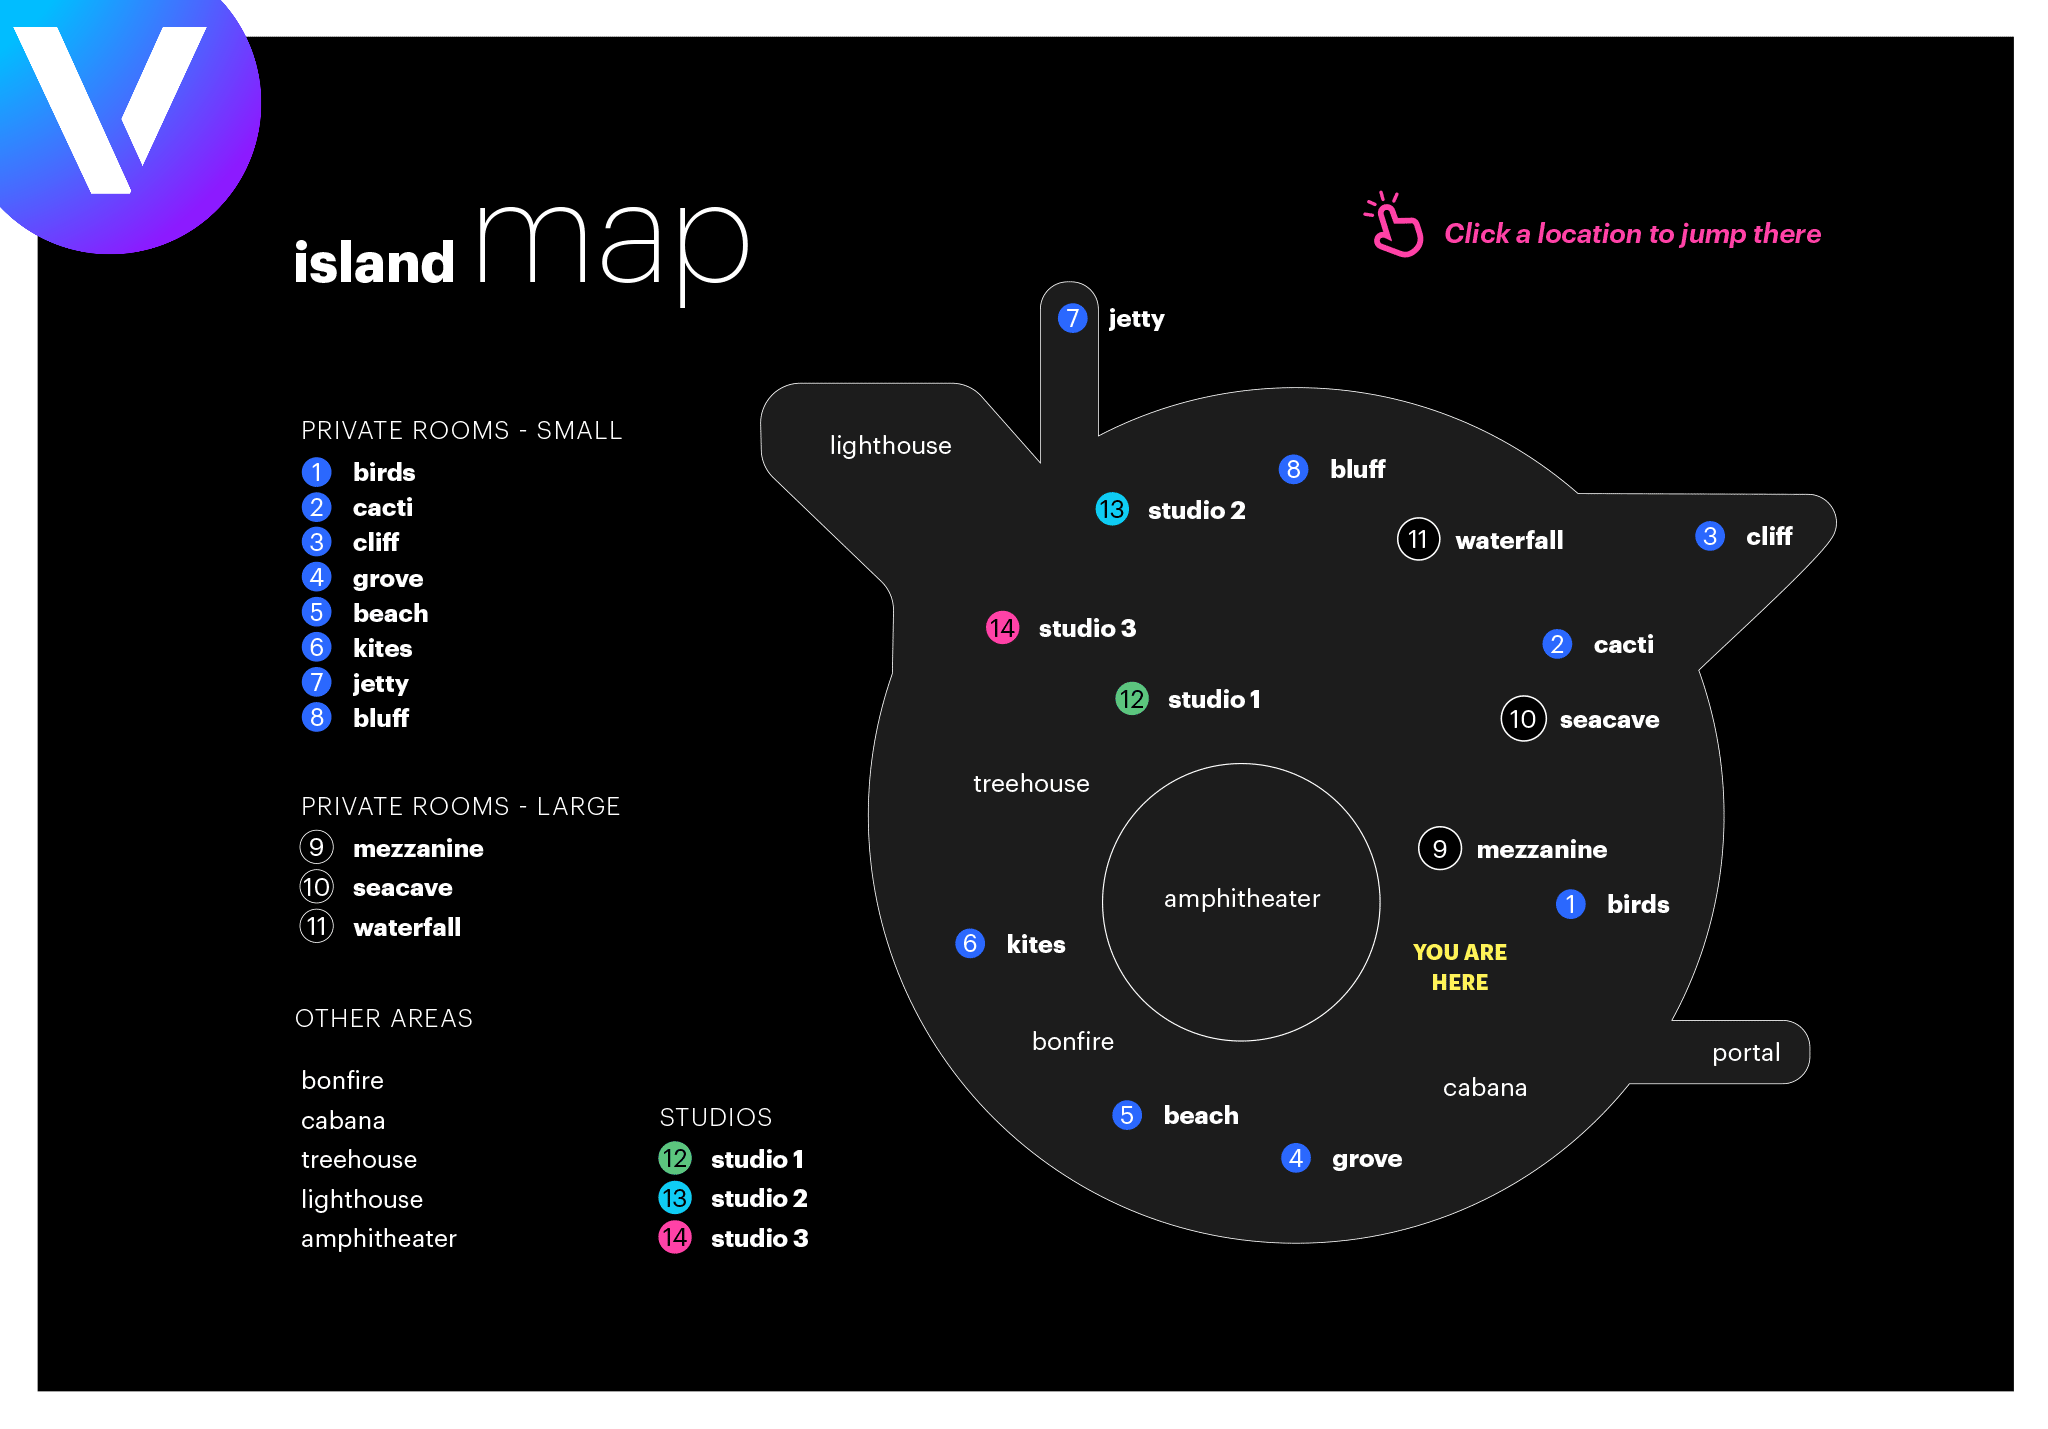 island map
Click a location to jump there
PRIVATE ROOMS - SMALL
1 birds
2 cacti
3 cliff
4 grove
5 beach
6 kites
7 jetty
8 bluff
PRIVATE ROOMS - LARGE
9 mezzanine
10 seacave
11 waterfall
OTHER AREAS
bonfire
cabana
treehouse
lighthouse
amphitheater
STUDIOS
12 studio 1
13 studio 2
14 studio 3
7 jetty
lighthouse
8 bluff
13 studio 2
11 waterfall
3 cliff
14 studio 3
2 cacti
12 studio 1
10 seacave
treehouse
9 mezzanine
amphitheater
1 birds
6 kites
YOU ARE
HERE
bonfire
portal
cabana
5 beach
4 grove